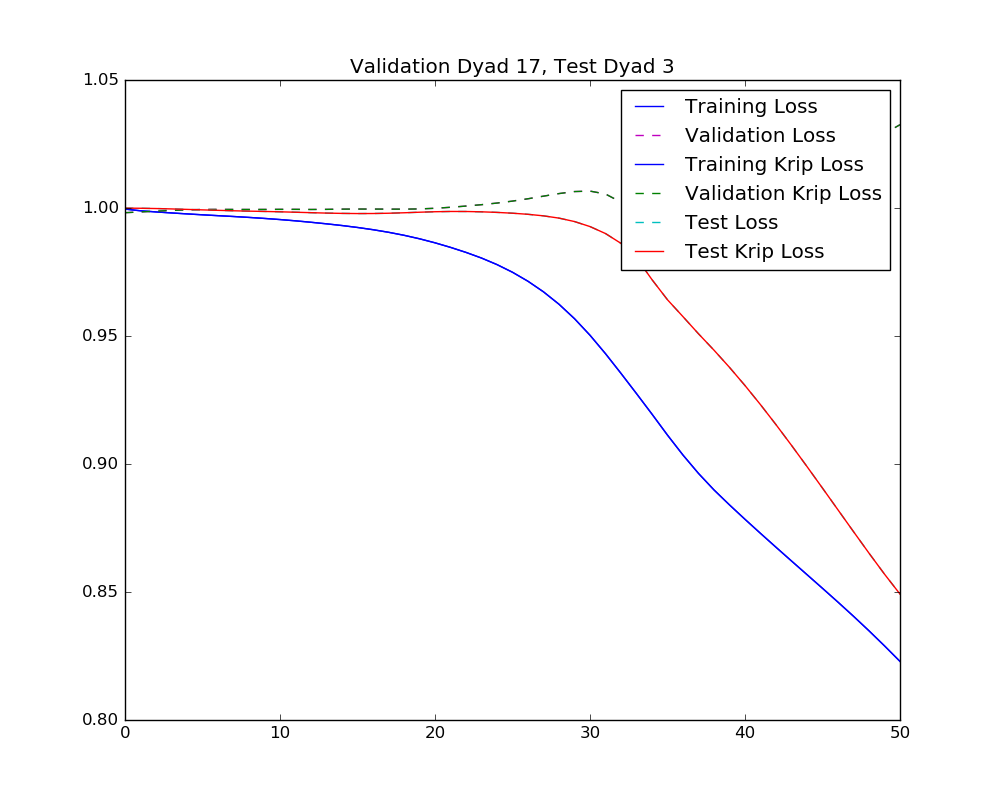 Validation Dyad 17, Test Dyad 3
1.05
1.00
0.95
0.90
0.85
0.80
0
10
20
30
40
50
Training Loss
Validation Loss
Training Krip Loss
Validation Krip Loss
Test Loss
Test Krip Loss